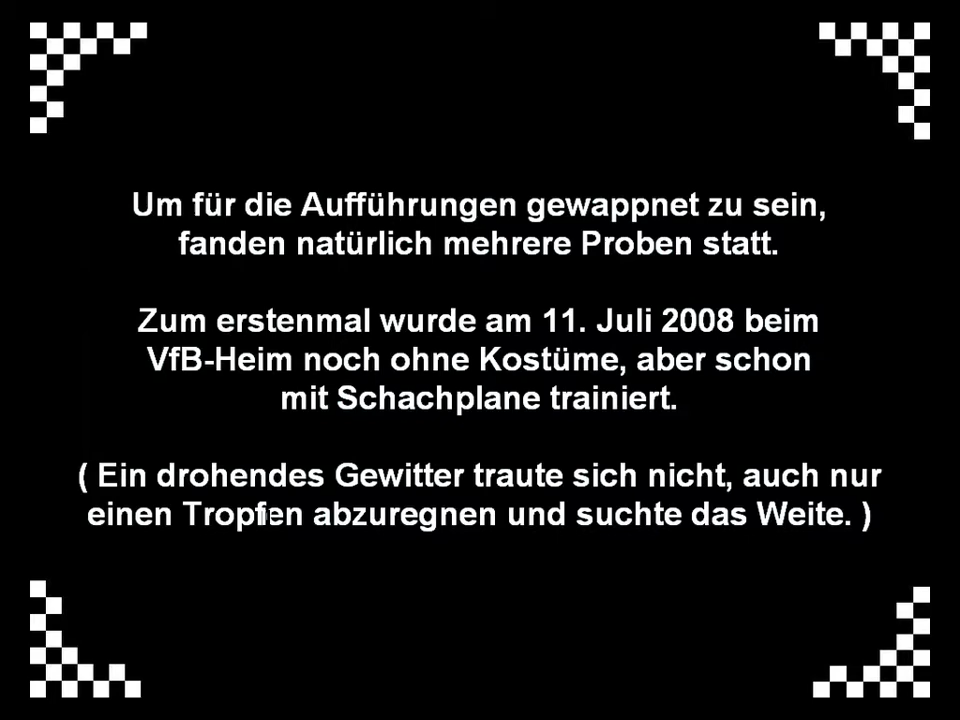 Um für die Aufführungen gewappnet zu sein,
fanden natürlich mehrere Proben statt.
Zum erstenmal wurde am 11. Juli 2008 beim
VfB-Heim noch ohne Kostüme, aber schon
mit Schachplane trainiert.
( Ein drohendes Gewitter traute sich nicht, auch nur
einen Tropfen abzuregnen und suchte das Weite. )